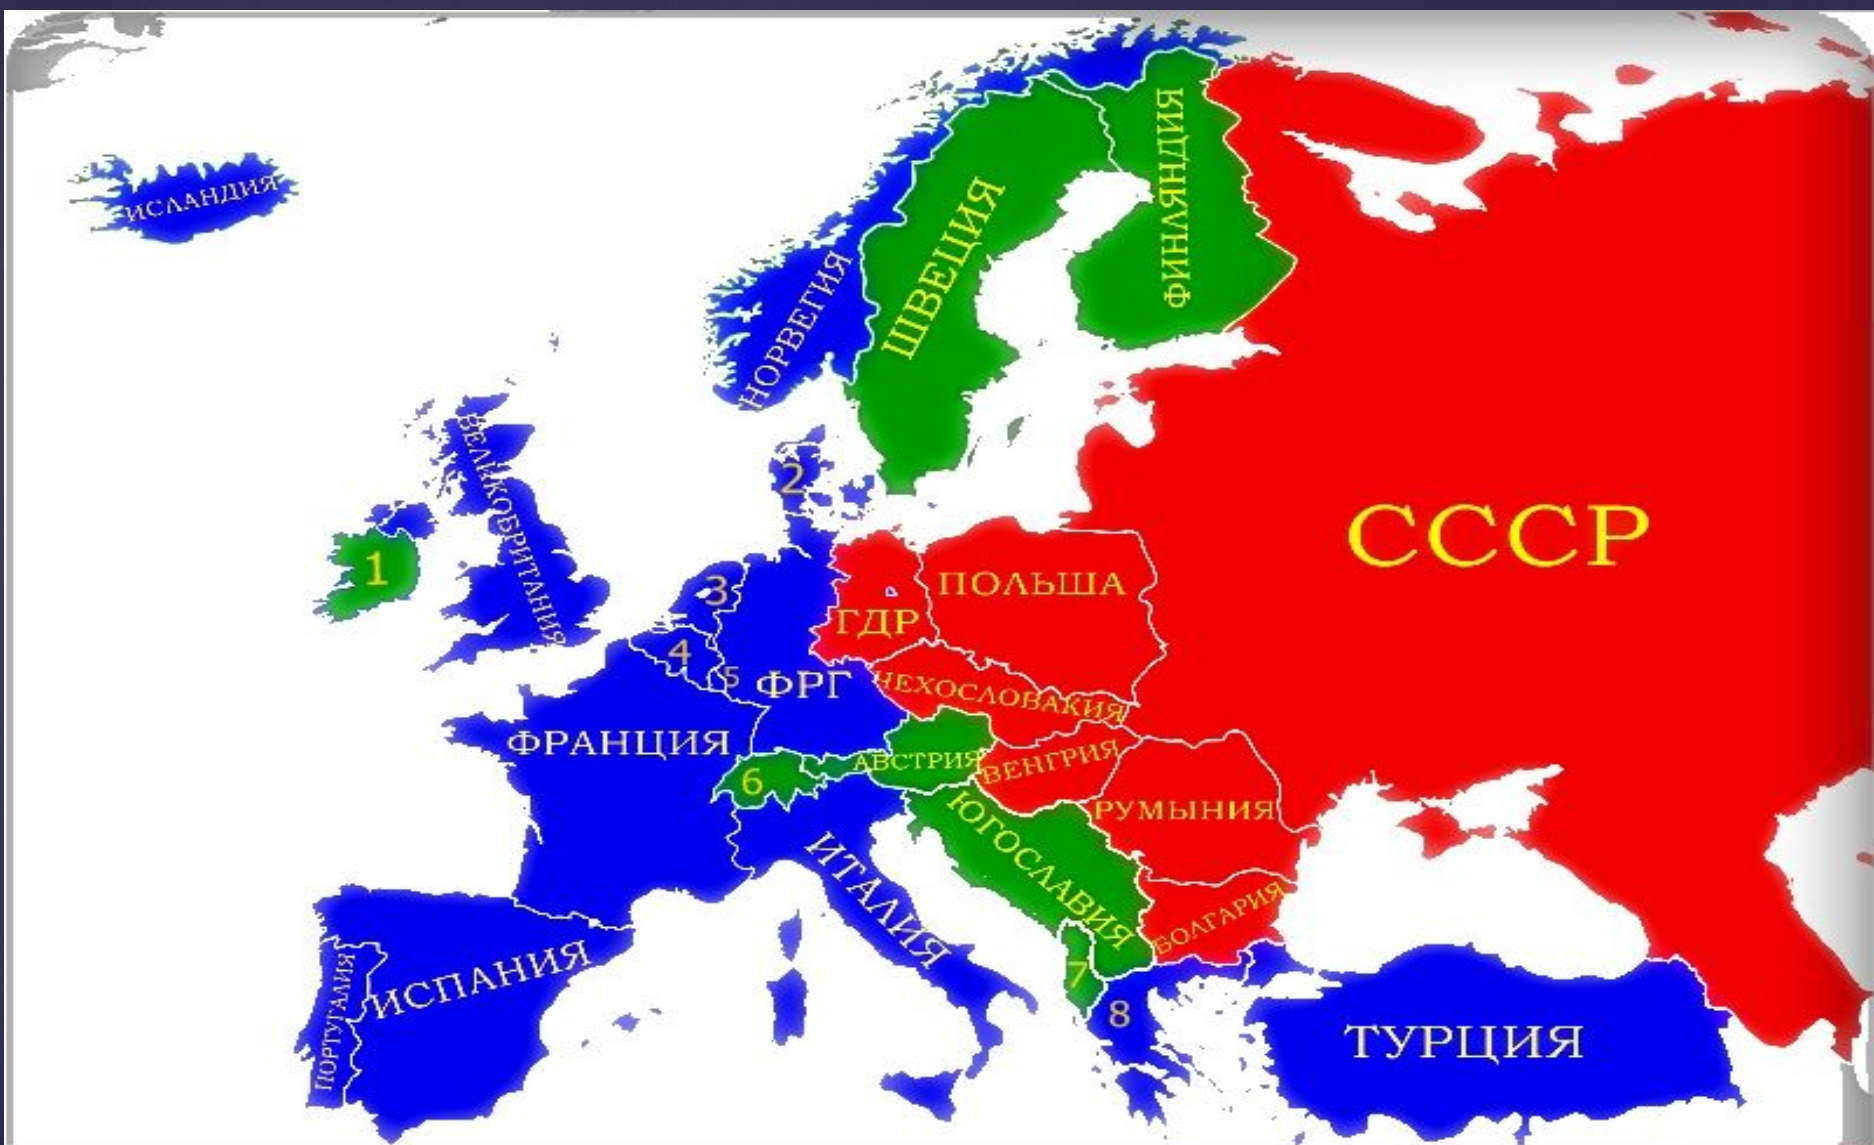 ИСЛАНДИЯ
НОРВЕГИЯ
ШВЕЦИЯ
ФИНЛЯНДИЯ
ВЕЛИКОБРИТАНИЯ
1
2
3
4
5
СССР
ПОЛЬША
ГДР
ФРГ
ЧЕХОСЛОВАКИЯ
ФРАНЦИЯ
6
АВСТРИЯ
ВЕНГРИЯ
РУМЫНИЯ
ЮГОСЛАВИЯ
ИТАЛИЯ
БОЛГАРИЯ
ПОРТУГАЛИЯ
ИСПАНИЯ
7
8
ТУРЦИЯ